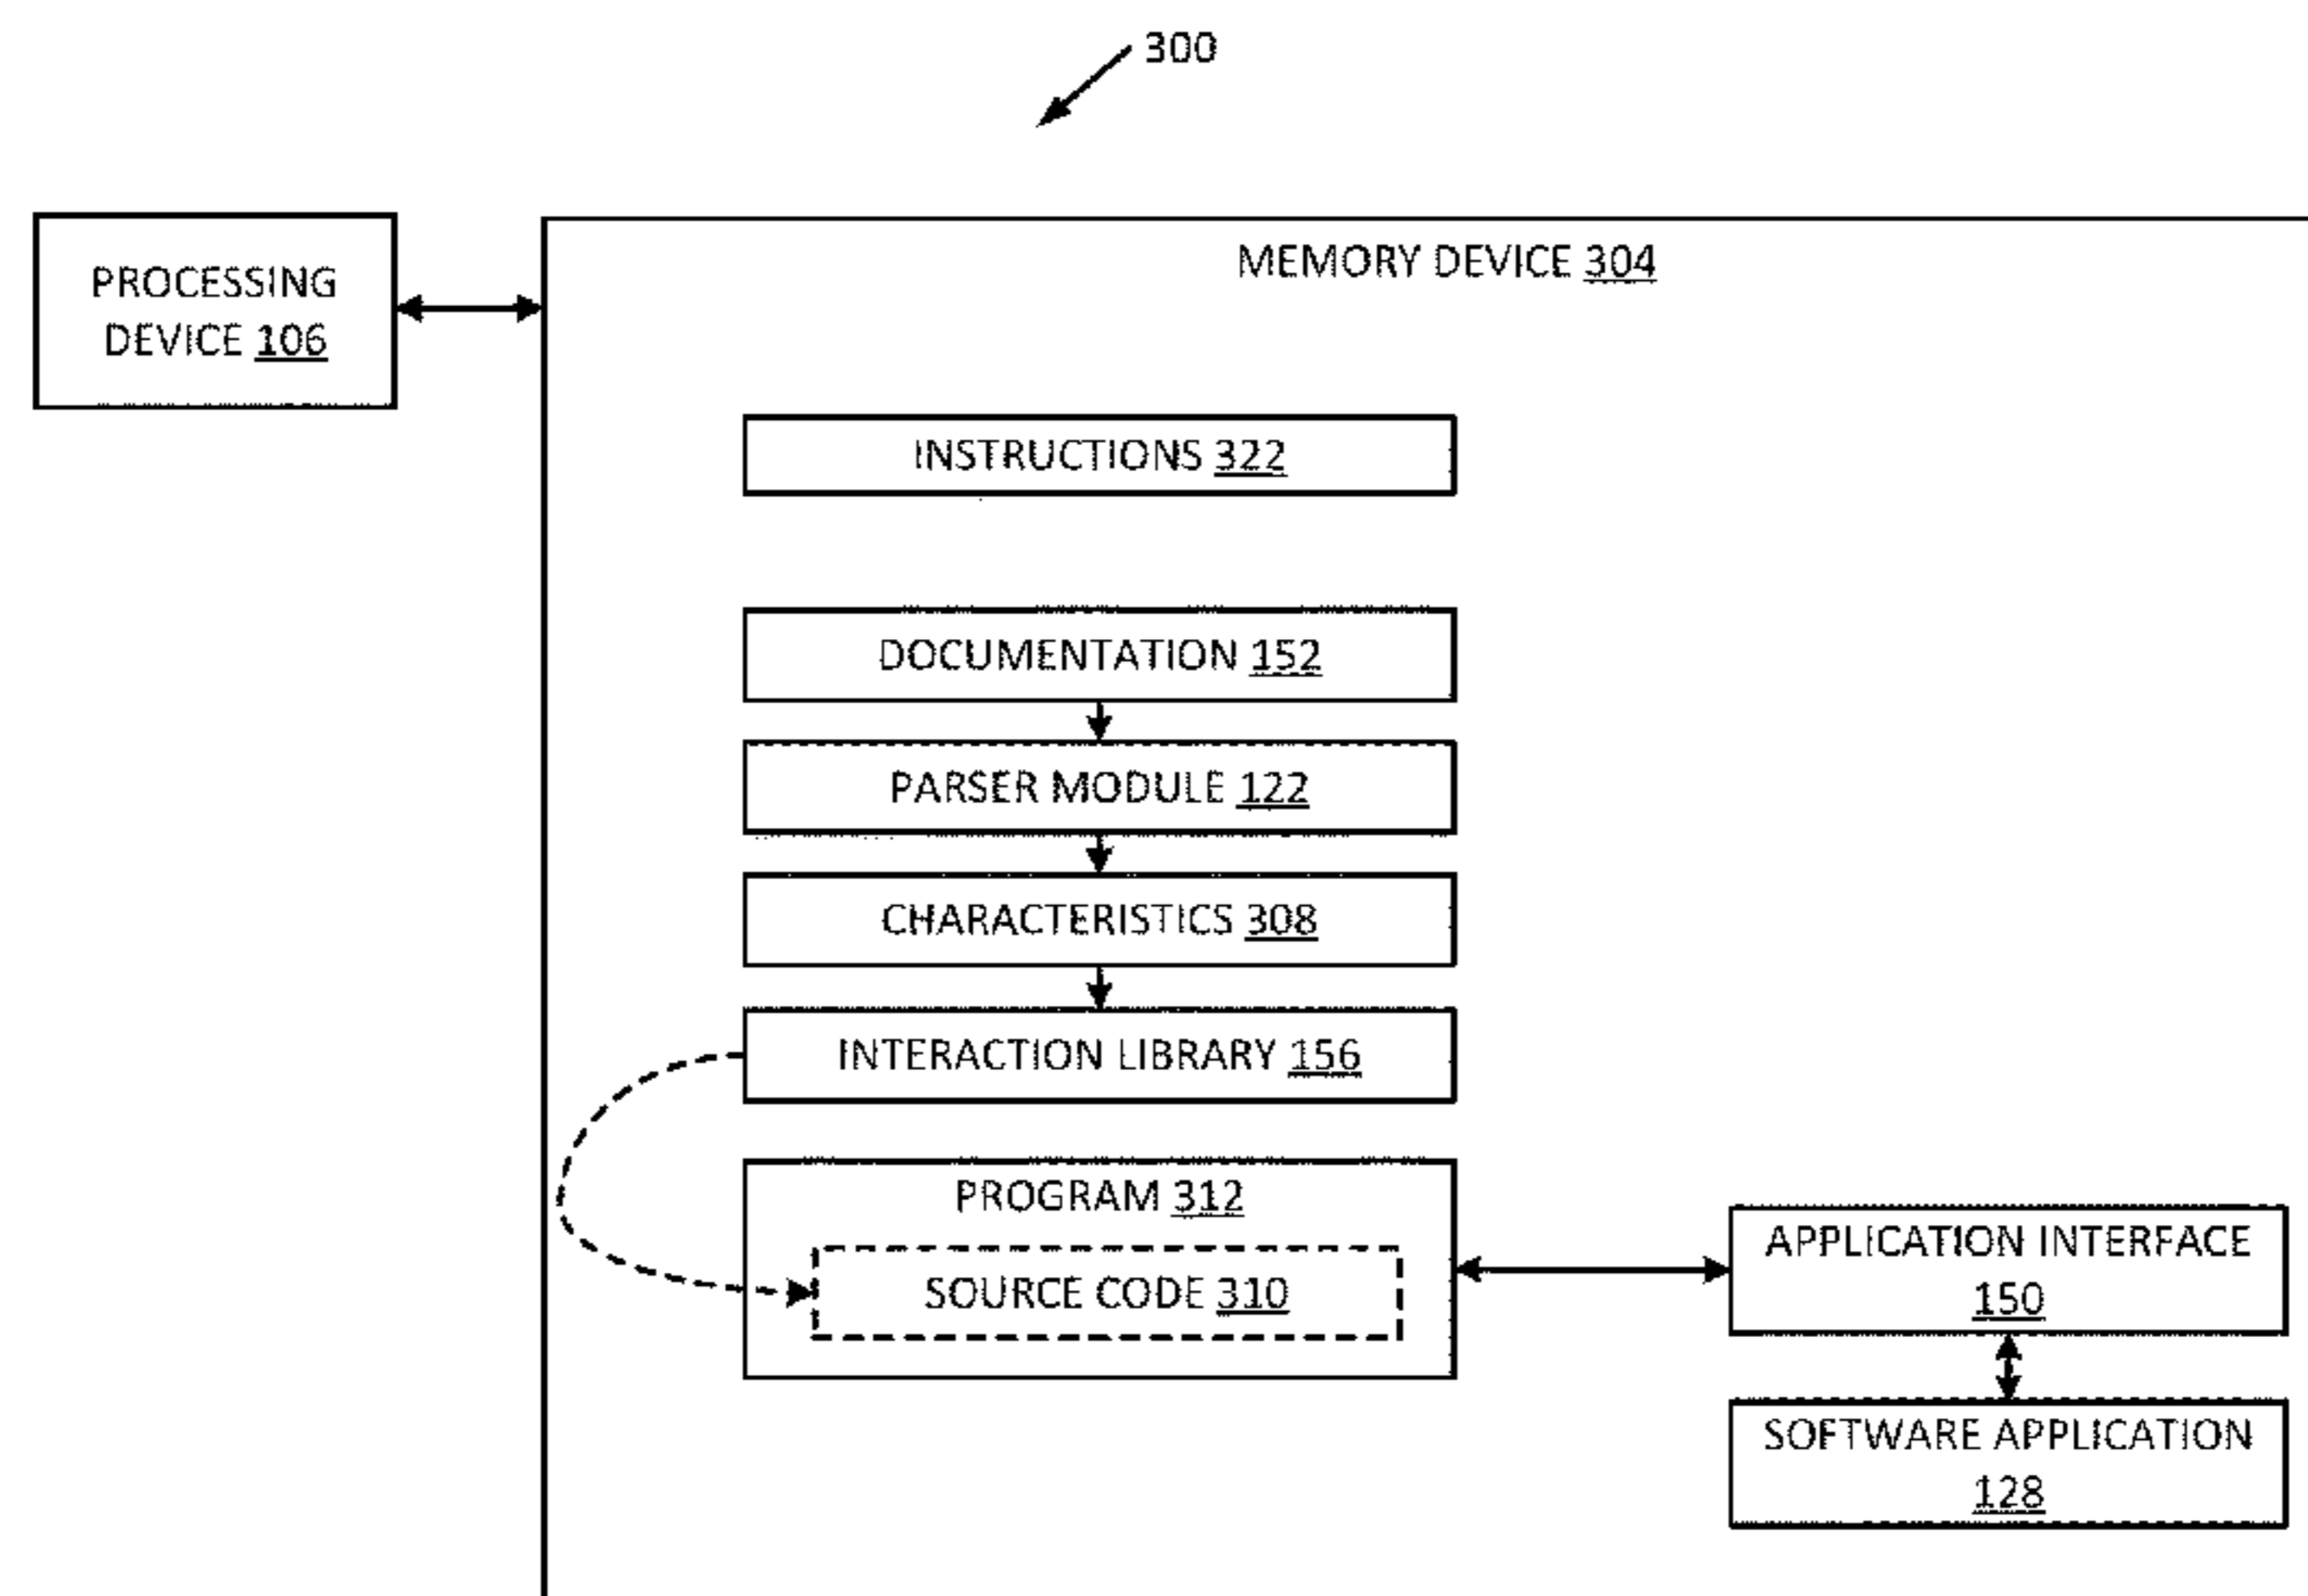 300
PROCESSING
DEVICE 106
MEMORY DEVICE 304
INSTRUCTIONS 322
DOCUMENTATION 152
PARSER MODULE 122
CHARACTERISTICS 308
INTERACTION LIBRARY 156
PROGRAM 312
SOURCE CODE 310
APPLICATION INTERFACE
150
SOFTWARE APPLICATION
128